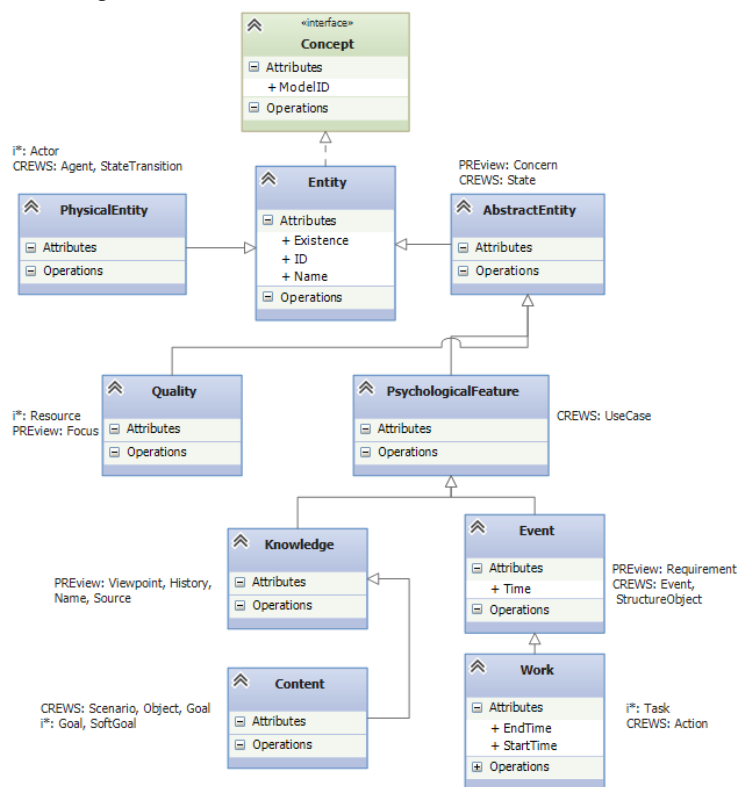 «interface»
Concept
Attributes
+ ModelID
Operations
i*: Actor
CREWS: Agent, StateTransition
PREview: Concern
CREWS: State
PhysicalEntity
Attributes
Operations
Entity
Attributes
+ Existence
+ ID
+ Name
Operations
AbstractEntity
Attributes
Operations
i*: Resource
PREview: Focus
Quality
Attributes
Operations
PsychologicalFeature
Attributes
Operations
CREWS: UseCase
PREview: Viewpoint, History,
Name, Source
Knowledge
Attributes
Operations
Event
Attributes
+ Time
Operations
PREview: Requirement
CREWS: Event,
StructureObject
CREWS: Scenario, Object, Goal
i*: Goal, SoftGoal
Content
Attributes
Operations
Work
Attributes
+ EndTime
+ StartTime
Operations
i*: Task
CREWS: Action